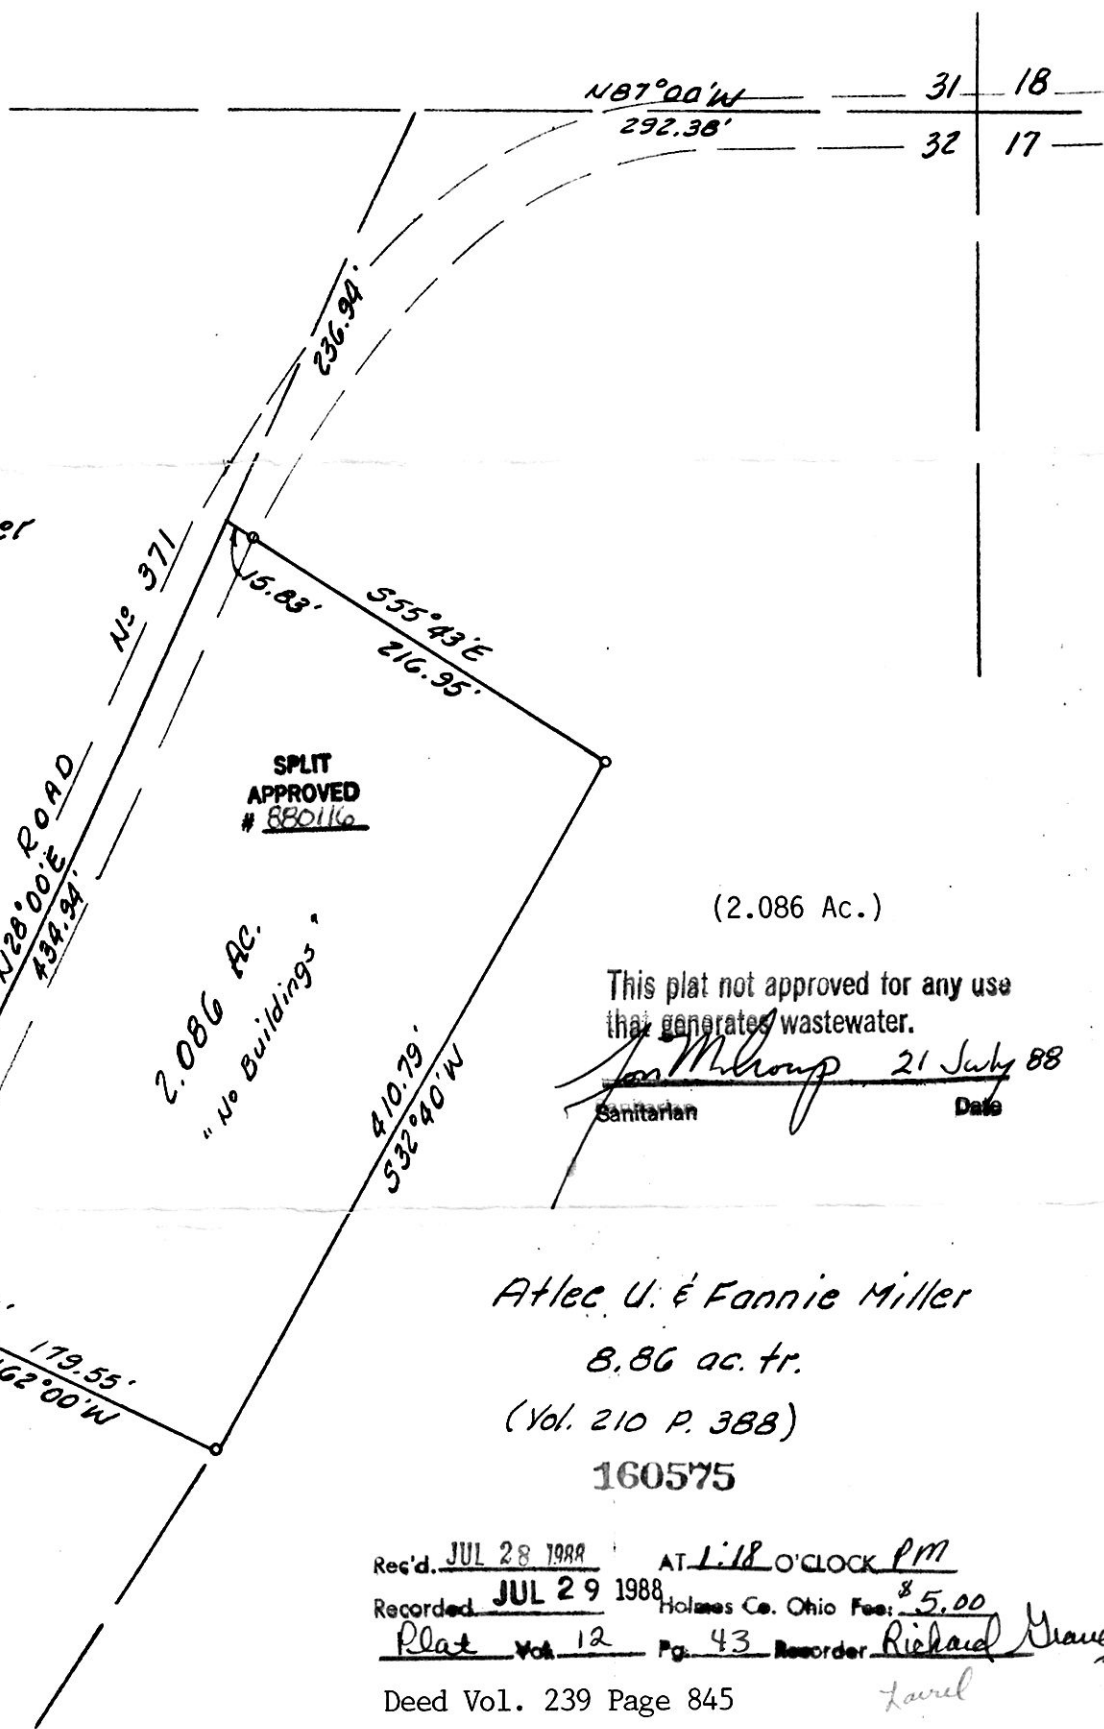 N87°00'W
292.38'
31 18
32 17
236.94'
er
Nº 371
15.83'
S55°43'E
216.95'
ROAD
N28°00'E
434.94'
SPLIT
APPROVED
# 880116
2.086 AC.
"No Buildings"
410.79'
S32°40'W
(2.086 Ac.)
This plat not approved for any use
that generates wastewater.
21 July 88
Sanitarian Date
179.55'
62°00'W
Atlee U. & Fannie Miller
8.86 ac. tr.
(Vol. 210 P. 388)
160575
Rec'd. JUL 28 1988 AT 1:18 O'CLOCK PM
Recorded JUL 29 1988 Holmes Co. Ohio Fee: $5.00
Plat Vol. 12 Pg. 43 Recorder Richard
Deed Vol. 239 Page 845